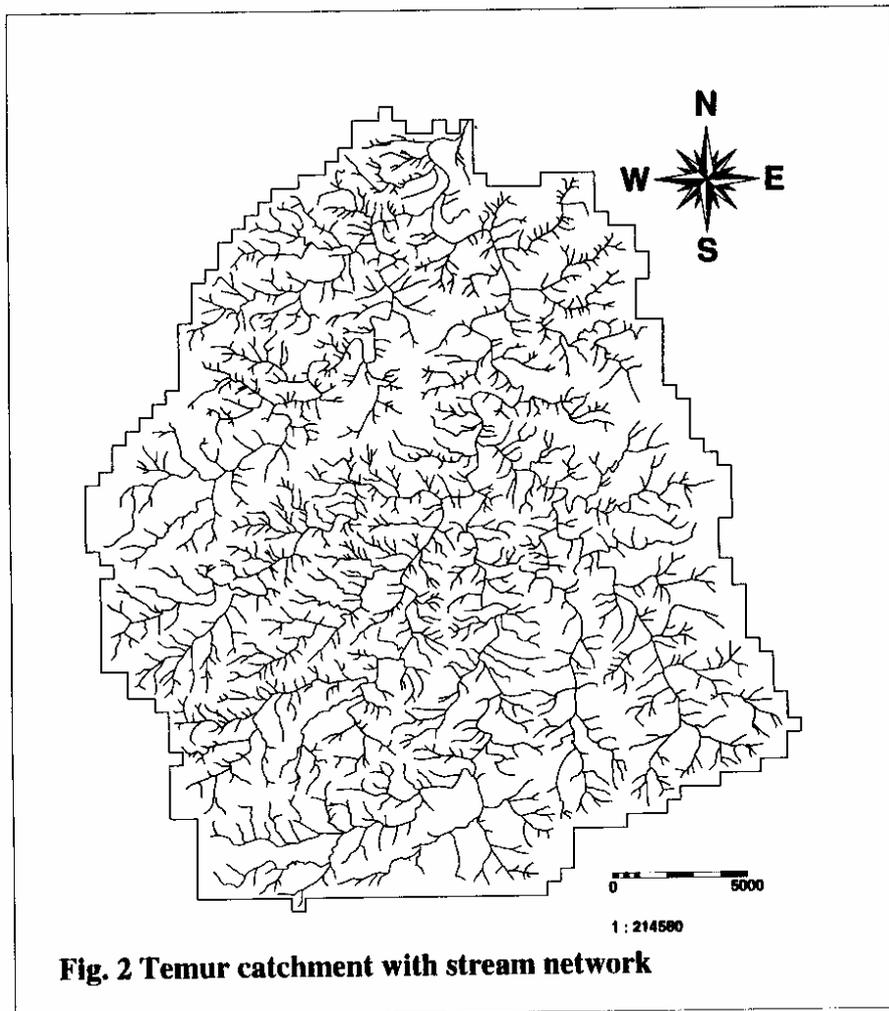 N
W E
S
0 5000
1 : 214580
Fig. 2 Temur catchment with stream network